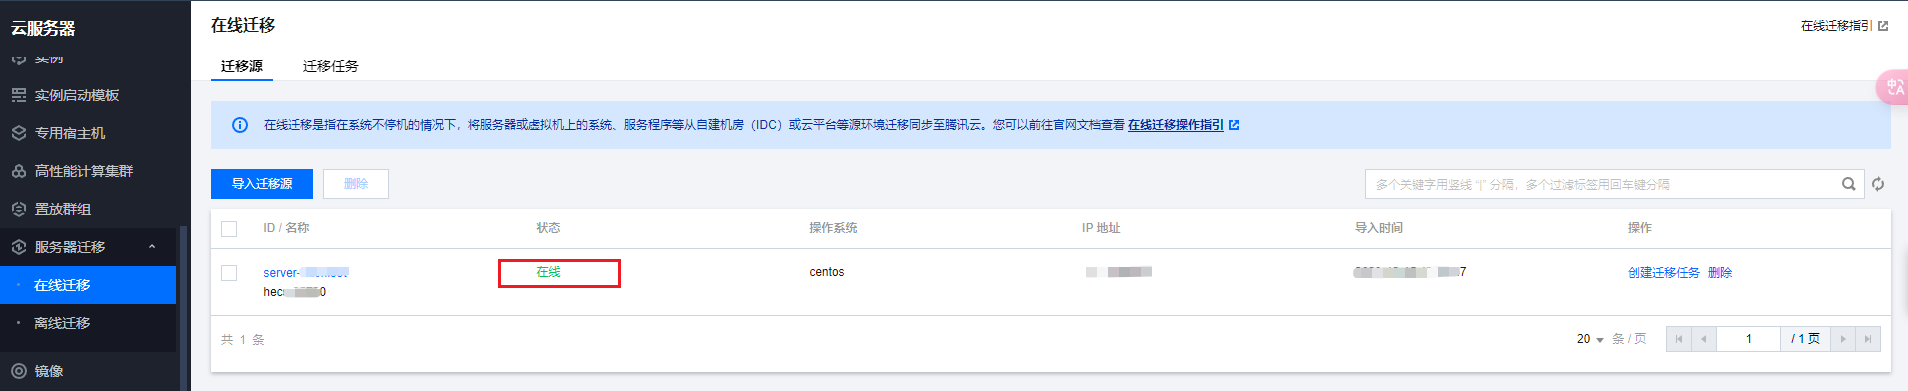 云服务器
实例
实例启动模板
专用宿主机
高性能计算集群
置放群组
服务器迁移
在线迁移
离线迁移
镜像
在线迁移
在线迁移指引
迁移源 迁移任务
在线迁移是指在系统不停机的情况下，将服务器或虚拟机上的系统、服务程序等从自建机房（IDC）或云平台等源环境迁移同步至腾讯云。您可以前往官网文档查看 在线迁移操作指引
导入迁移源 删除
多个关键字用竖线 "|" 分隔，多个过滤标签用回车键分隔
ID / 名称 状态 操作系统 IP 地址 导入时间 操作
server- 在线 centos 7 创建迁移任务 删除
hec 0
共 1 条
20 条 / 页 1 / 1 页